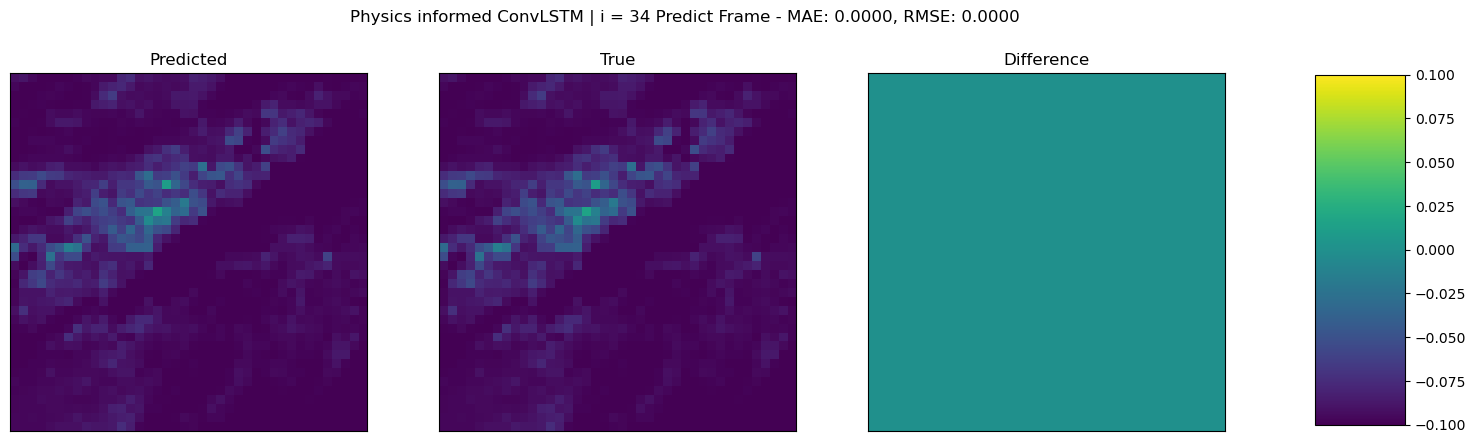 Physics informed ConvLSTM | i = 34 Predict Frame - MAE: 0.0000, RMSE: 0.0000
Predicted
True
Difference
0.100
0.075
0.050
0.025
0.000
−0.025
−0.050
−0.075
−0.100